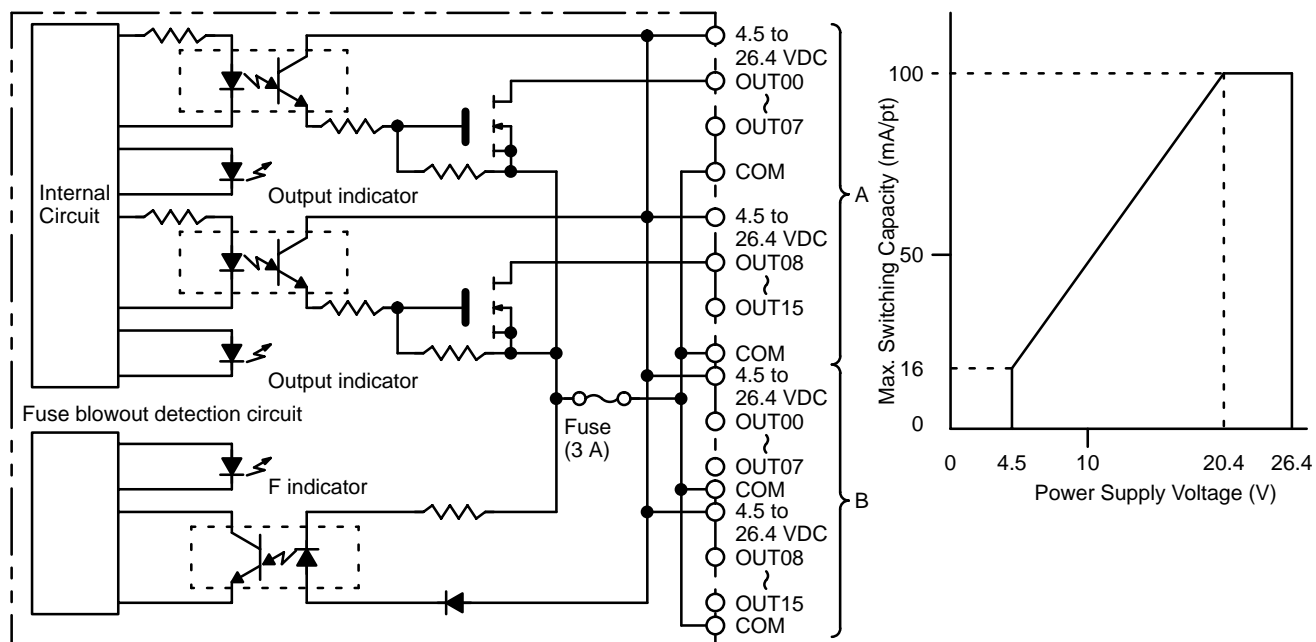 Internal
Circuit
Output indicator
Output indicator
Fuse blowout detection circuit
F indicator
Fuse
(3 A)
4.5 to
26.4 VDC
OUT00
~
OUT07
COM
4.5 to
26.4 VDC
OUT08
~
OUT15
COM
A
4.5 to
26.4 VDC
OUT00
~
OUT07
COM
4.5 to
26.4 VDC
OUT08
~
OUT15
COM
B
Max. Switching Capacity (mA/pt)
100
50
16
0
0
4.5
10
20.4
26.4
Power Supply Voltage (V)